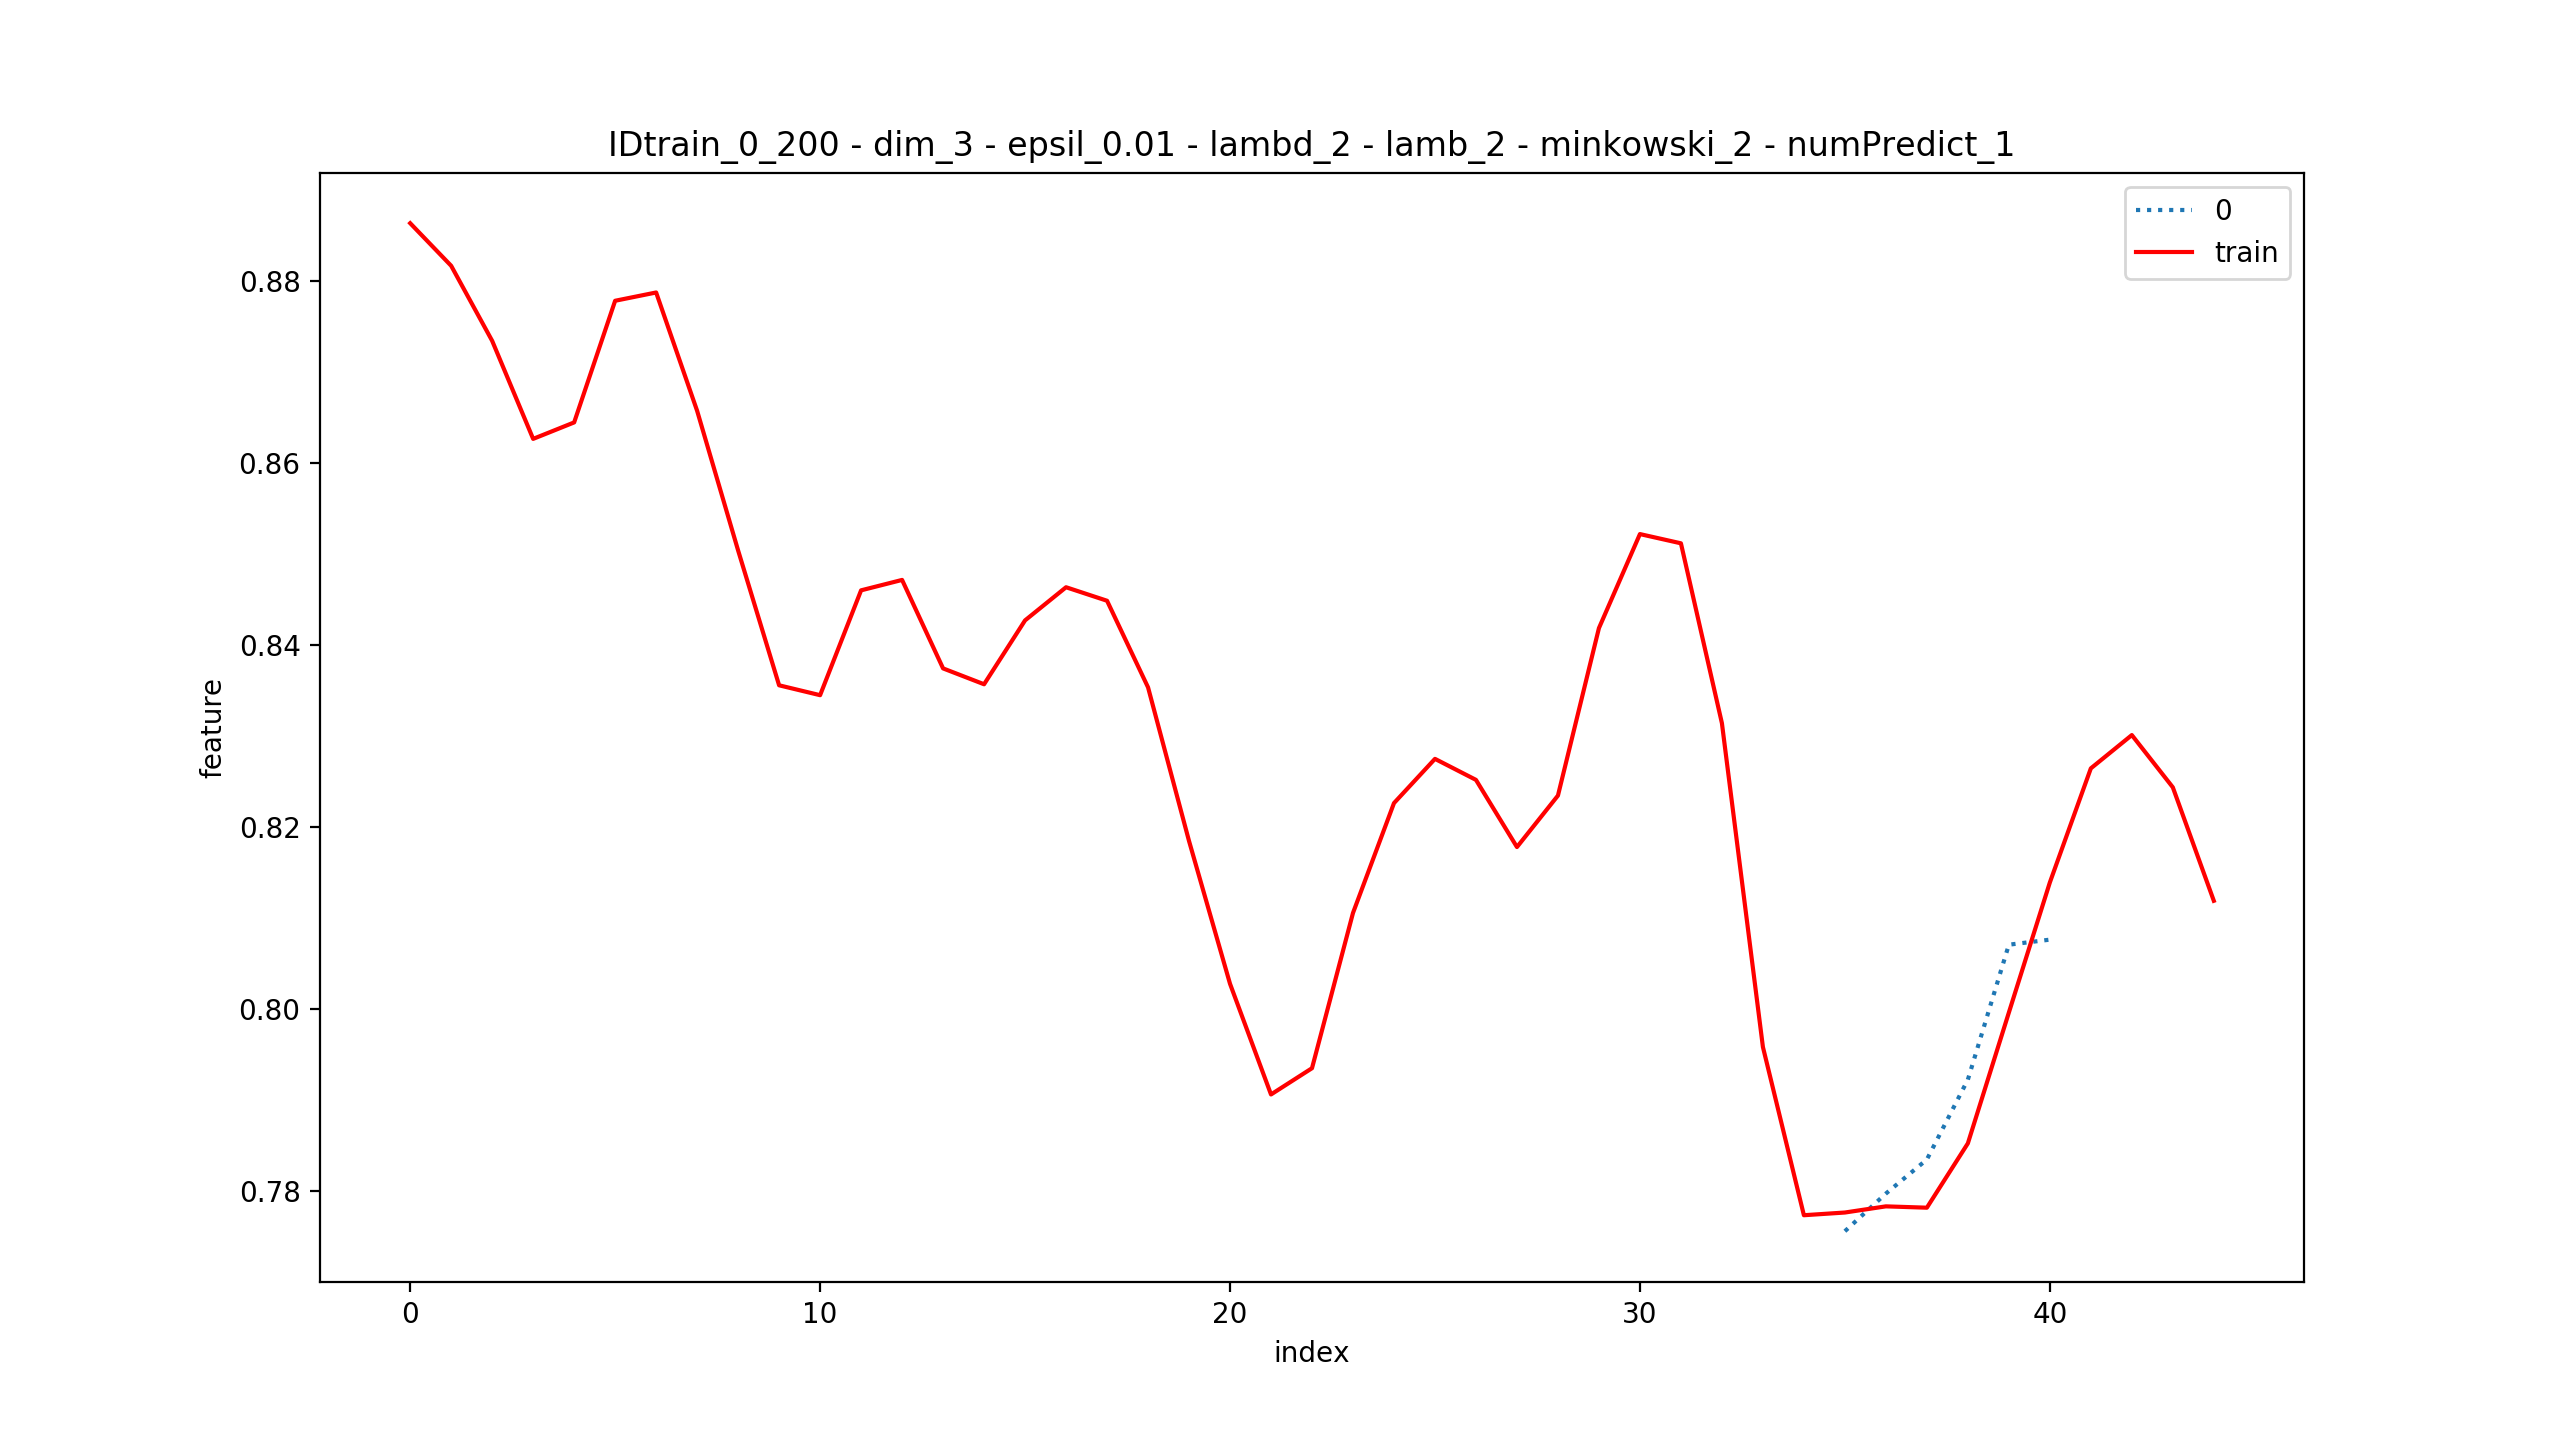 IDtrain_0_200 - dim_3 - epsil_0.01 - lambd_2 - lamb_2 - minkowski_2 - numPredict_1
0
train
0.88
0.86
0.84
0.82
0.80
0.78
feature
0 10 20 30 40
index